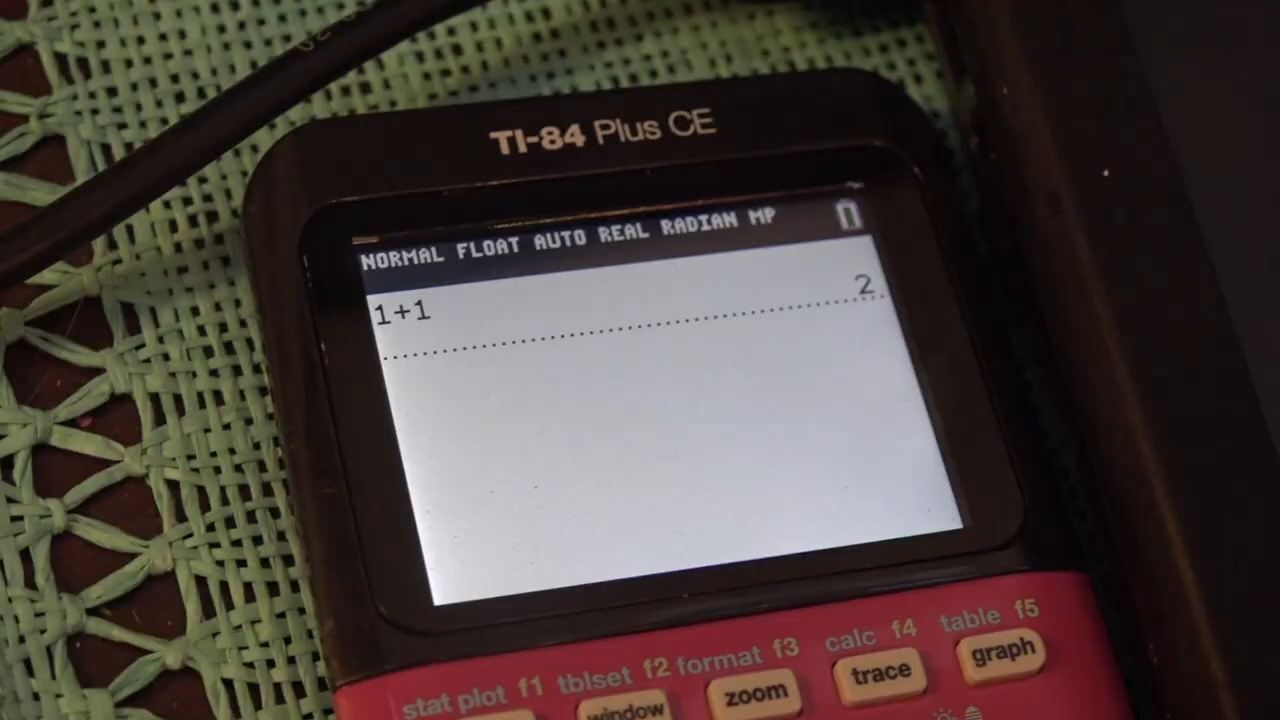 TI-84 Plus CE
NORMAL FLOAT AUTO REAL RADIAN MP
1+1 2
stat plot f1 tblset f2 format f3 calc f4 table f5
window zoom trace graph